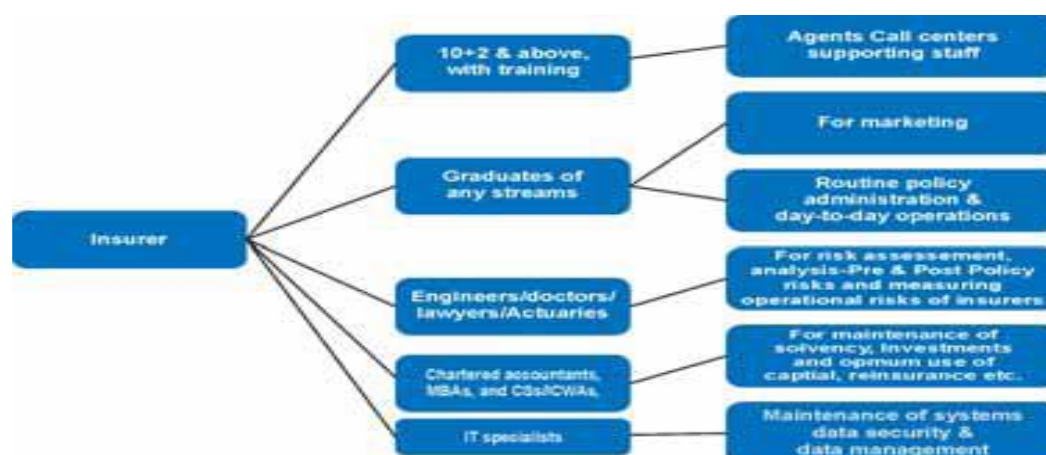 Insurer
10+2 & above,
with training
Agents Call centers
supporting staff
Graduates of
any streams
For marketing
Routine policy
administration &
day-to-day operations
Engineers/doctors/
lawyers/Actuaries
For risk assessement,
analysis-Pre & Post Policy
risks and measuring
operational risks of insurers
Chartered accountants,
MBAs, and CSs/ICWAs,
For maintenance of
solvency, Investments
and opmum use of
captial, reinsurance etc.
IT specialists
Maintenance of systems
data security &
data management